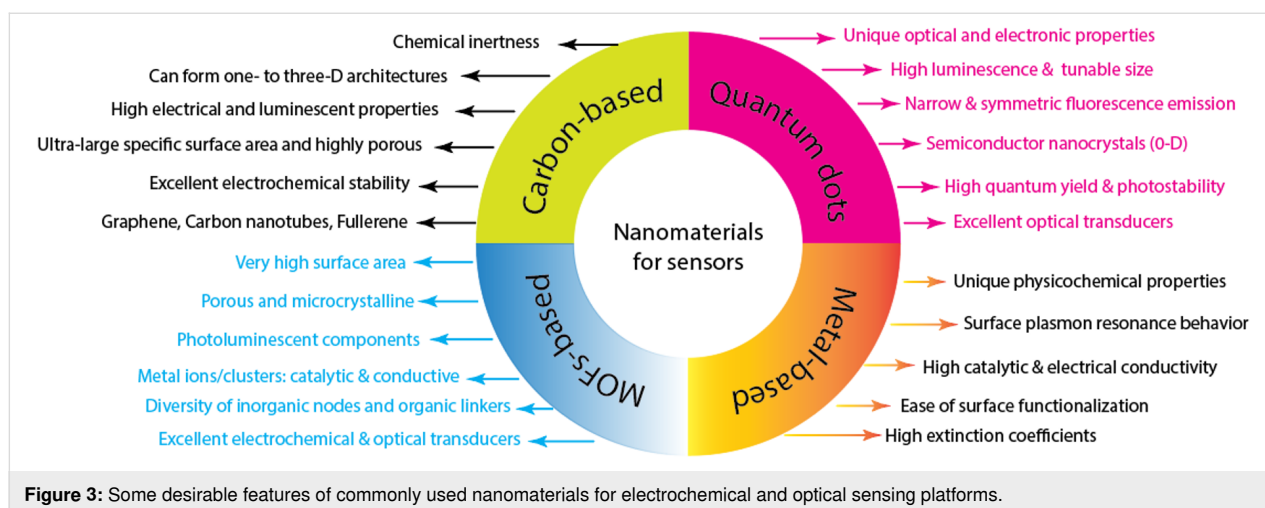 Chemical inertness
Can form one- to three-D architectures
High electrical and luminescent properties
Ultra-large specific surface area and highly porous
Excellent electrochemical stability
Graphene, Carbon nanotubes, Fullerene
Carbon-based
Quantum dots
Unique optical and electronic properties
High luminescence & tunable size
Narrow & symmetric fluorescence emission
Semiconductor nanocrystals (0-D)
High quantum yield & photostability
Excellent optical transducers
Nanomaterials
for sensors
Very high surface area
Porous and microcrystalline
Photoluminescent components
Metal ions/clusters: catalytic & conductive
Diversity of inorganic nodes and organic linkers
Excellent electrochemical & optical transducers
MOFs-based
Metal-based
Unique physicochemical properties
Surface plasmon resonance behavior
High catalytic & electrical conductivity
Ease of surface functionalization
High extinction coefficients
Figure 3: Some desirable features of commonly used nanomaterials for electrochemical and optical sensing platforms.